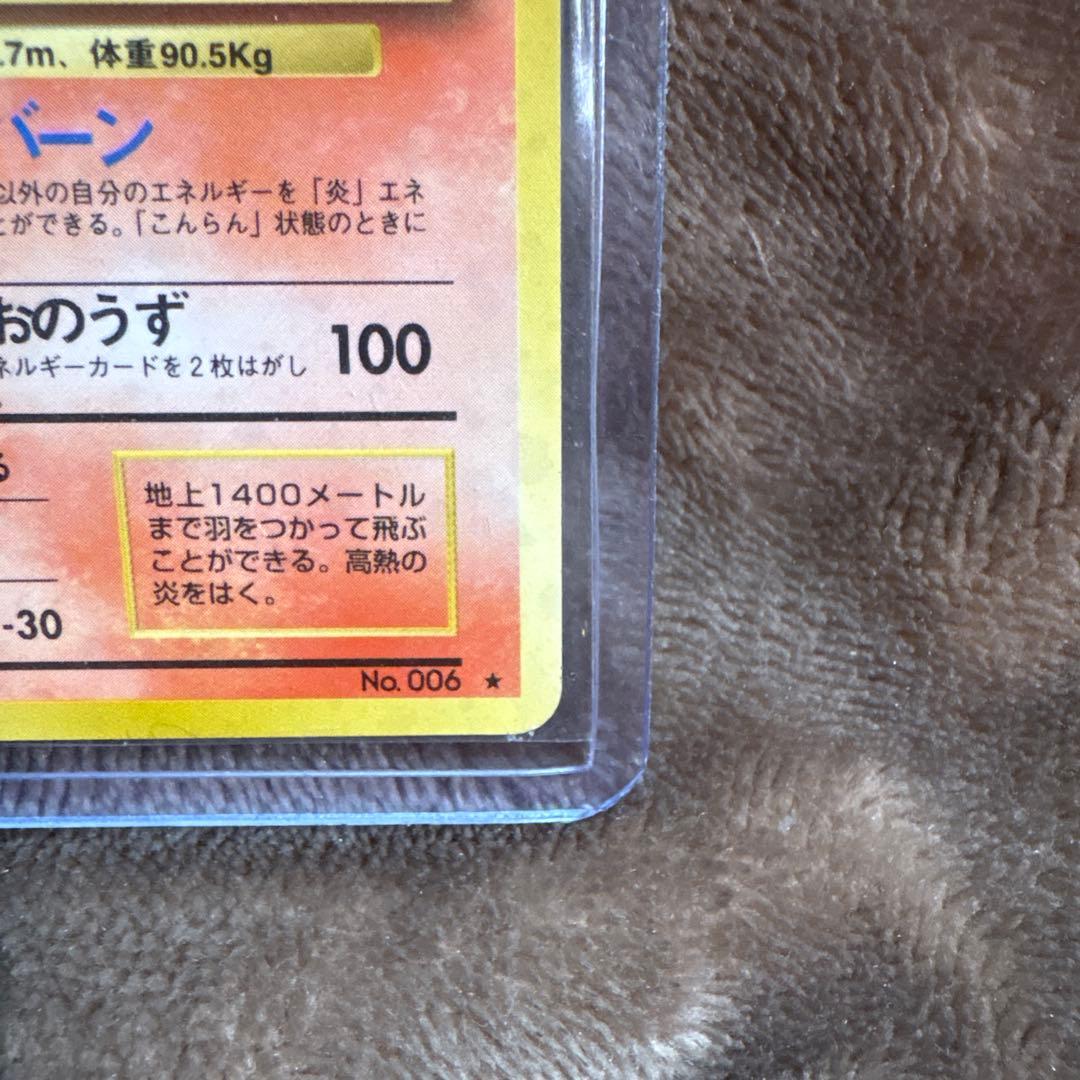 .7m、体重90.5Kg
バーン
以外の自分のエネルギーを「炎」エネ
とができる。「こんらん」状態のときに
おのうず
100
ネルギーカードを2枚はがし
地上1400メートル
まで羽をつかって飛ぶ
ことができる。高熱の
炎をはく。
-30
No. 006 ★